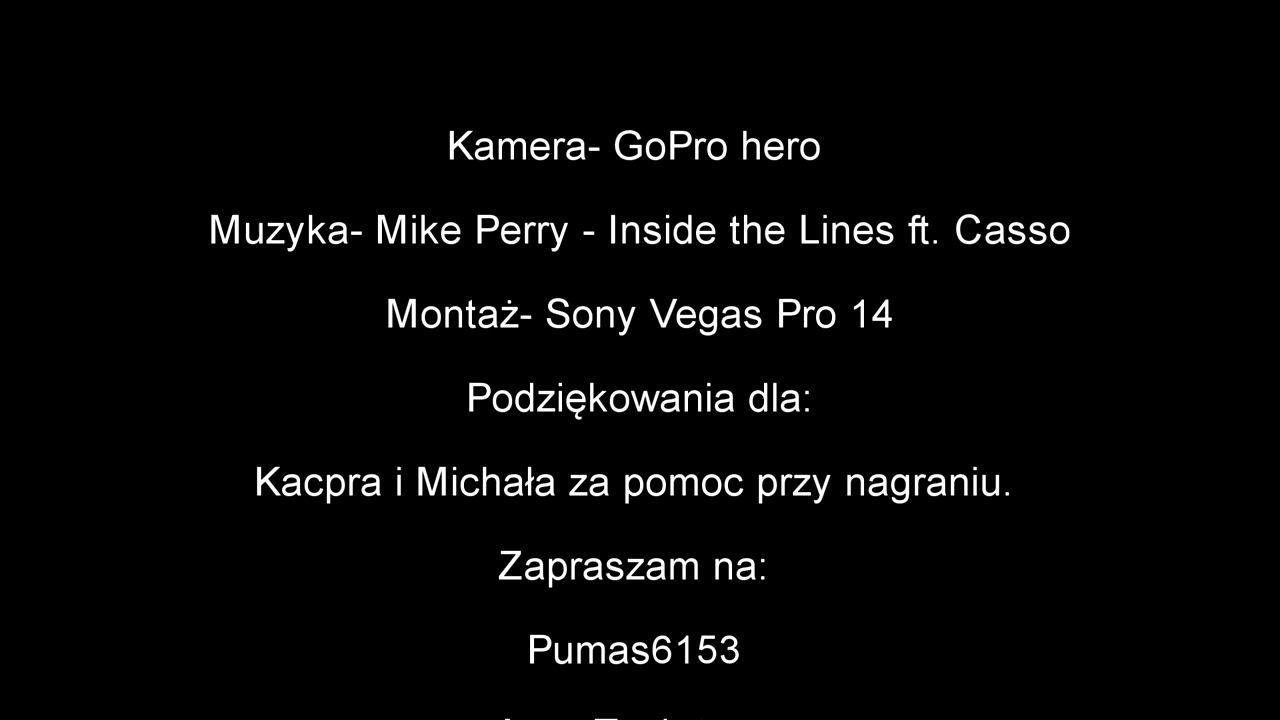 Kamera- GoPro hero
Muzyka- Mike Perry - Inside the Lines ft. Casso
Montaż- Sony Vegas Pro 14
Podziękowania dla:
Kacpra i Michała za pomoc przy nagraniu.
Zapraszam na:
Pumas6153